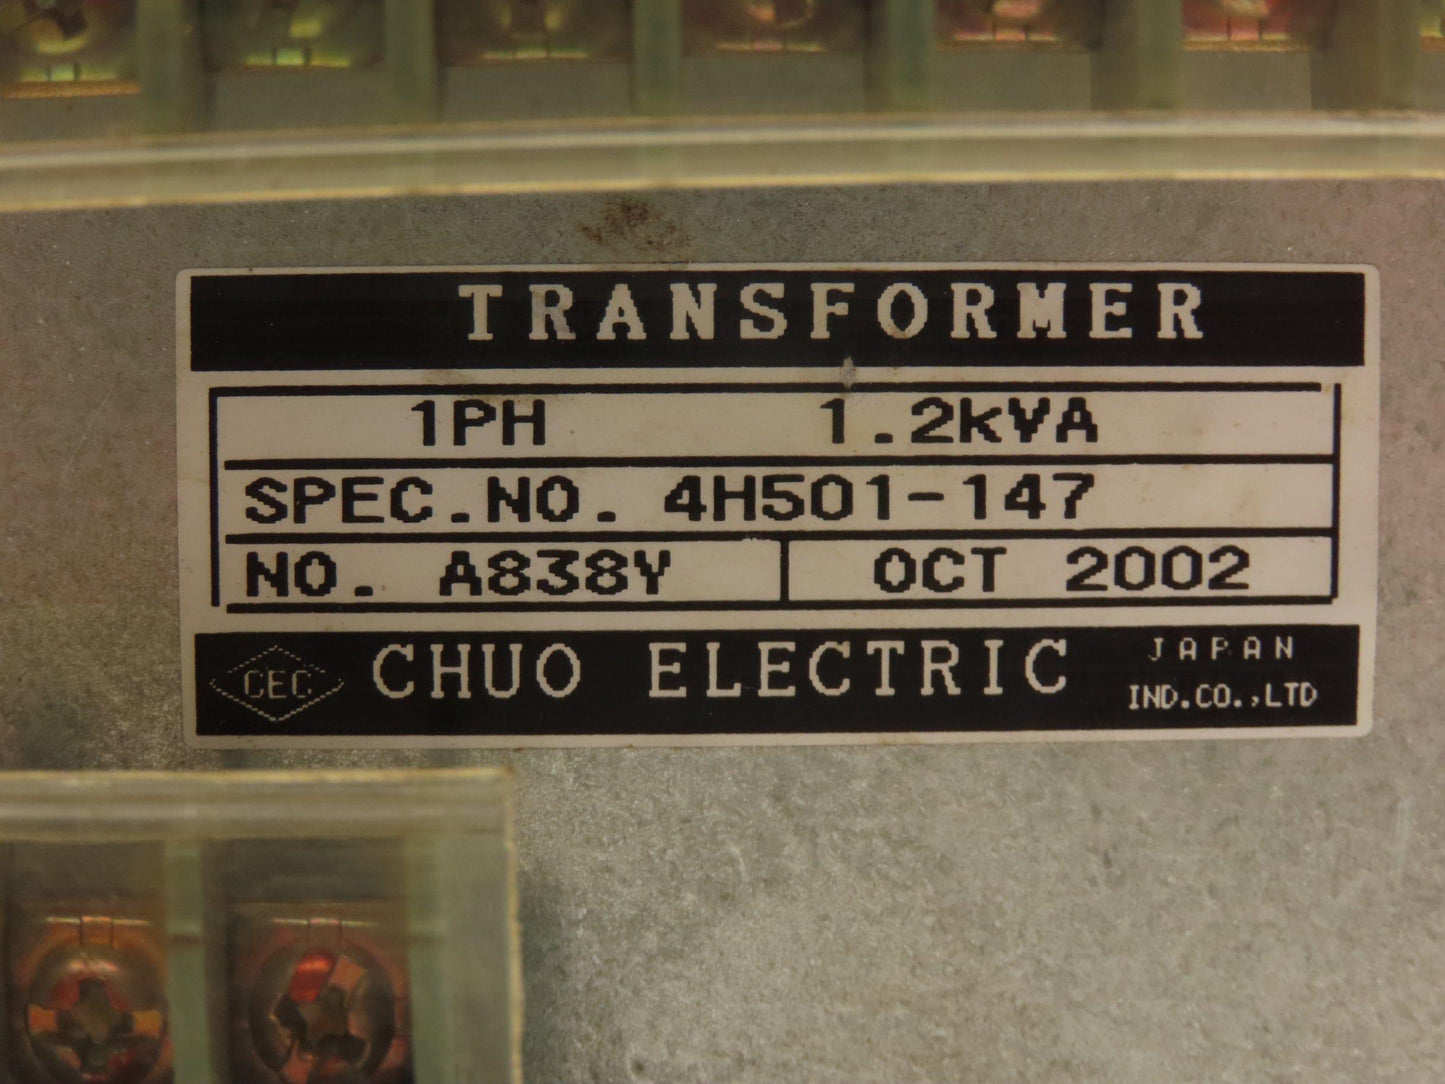 TRANSFORMER
1PH 1.2kVA
SPEC.NO. 4H501-147
NO. A838Y OCT 2002
CEC CHUO ELECTRIC JAPAN
IND.CO.,LTD